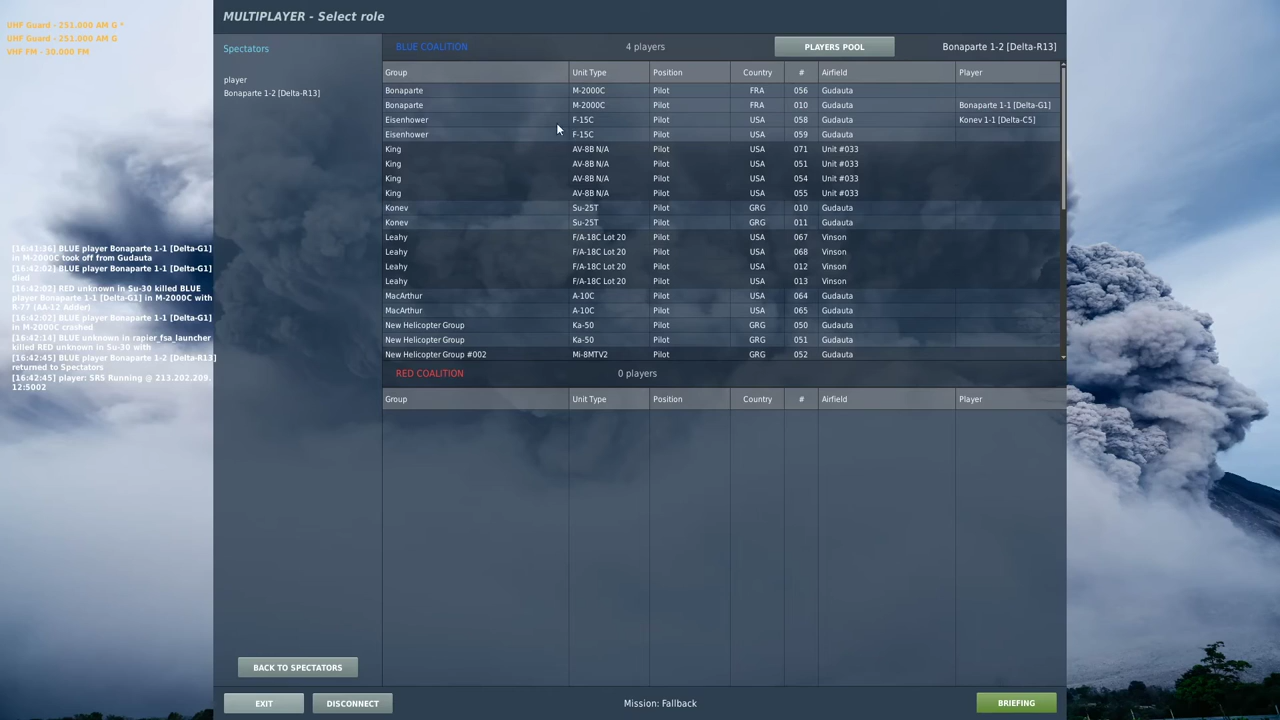 MULTIPLAYER - Select role
UHF Guard - 251.000 AM G *
UHF Guard - 251.000 AM G
VHF FM - 30.000 FM
Spectators
player
Bonaparte 1-2 [Delta-R13]
BLUE COALITION 4 players PLAYERS POOL Bonaparte 1-2 [Delta-R13]
Group Unit Type Position Country # Airfield Player
Bonaparte M-2000C Pilot FRA 056 Gudauta
Bonaparte M-2000C Pilot FRA 010 Gudauta Bonaparte 1-1 [Delta-G1]
Eisenhower F-15C Pilot USA 058 Gudauta Konev 1-1 [Delta-C5]
Eisenhower F-15C Pilot USA 059 Gudauta
King AV-8B N/A Pilot USA 071 Unit #033
King AV-8B N/A Pilot USA 051 Unit #033
King AV-8B N/A Pilot USA 054 Unit #033
King AV-8B N/A Pilot USA 055 Unit #033
Konev Su-25T Pilot GRG 010 Gudauta
Konev Su-25T Pilot GRG 011 Gudauta
Leahy F/A-18C Lot 20 Pilot USA 067 Vinson
Leahy F/A-18C Lot 20 Pilot USA 068 Vinson
Leahy F/A-18C Lot 20 Pilot USA 012 Vinson
Leahy F/A-18C Lot 20 Pilot USA 013 Vinson
MacArthur A-10C Pilot USA 064 Gudauta
MacArthur A-10C Pilot USA 065 Gudauta
New Helicopter Group Ka-50 Pilot GRG 050 Gudauta
New Helicopter Group Ka-50 Pilot GRG 051 Gudauta
New Helicopter Group #002 Mi-8MTV2 Pilot GRG 052 Gudauta
[16:41:36] BLUE player Bonaparte 1-1 [Delta-G1]
in M-2000C took off from Gudauta
[16:42:02] BLUE player Bonaparte 1-1 [Delta-G1]
died
[16:42:02] RED unknown in Su-30 killed BLUE
player Bonaparte 1-1 [Delta-G1] in M-2000C with
R-77 (AA-12 Adder)
[16:42:02] BLUE player Bonaparte 1-1 [Delta-G1]
in M-2000C crashed
[16:42:14] BLUE unknown in rapier_fsa_launcher
killed RED unknown in Su-30 with
[16:42:45] BLUE player Bonaparte 1-2 [Delta-R13]
returned to Spectators
[16:42:45] player: SRS Running @ 213.202.209.
12:5002
RED COALITION 0 players
Group Unit Type Position Country # Airfield Player
BACK TO SPECTATORS
EXIT DISCONNECT Mission: Fallback BRIEFING